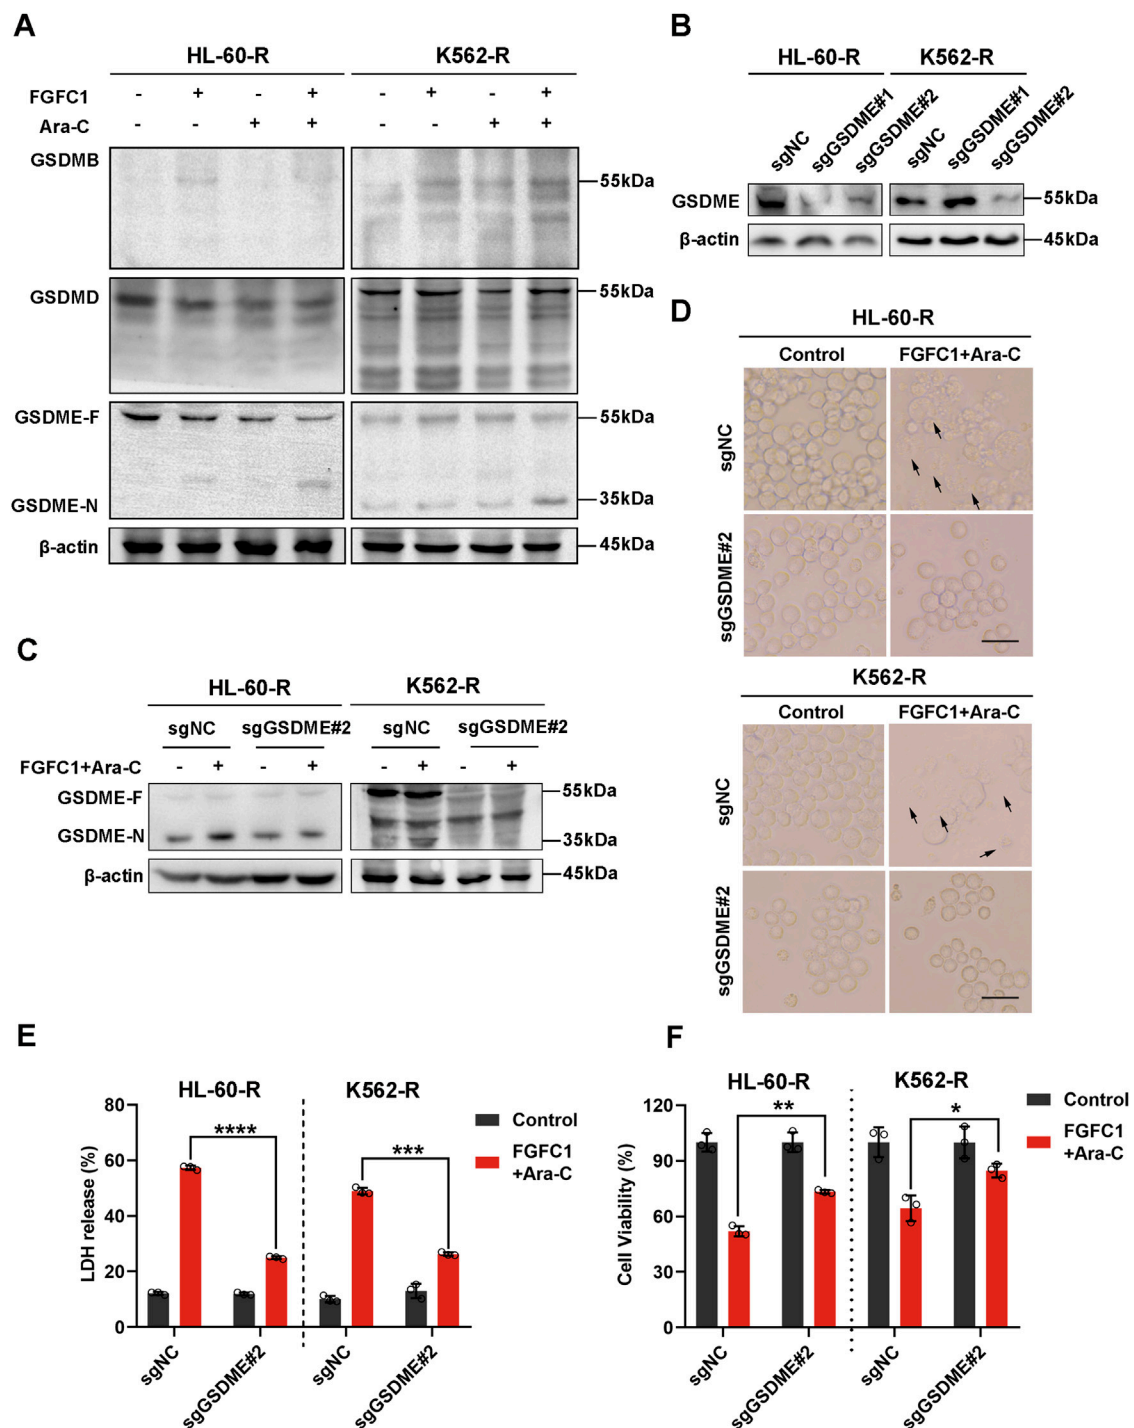 A
HL-60-R K562-R
FGFC1 - + - + - + - +
Ara-C - - + + - - + +
GSDMB
55kDa
GSDMD
55kDa
GSDME-F 55kDa
GSDME-N 35kDa
β-actin 45kDa
B
HL-60-R K562-R
sgNC sgGSDME#1 sgGSDME#2 sgNC sgGSDME#1 sgGSDME#2
GSDME 55kDa
β-actin 45kDa
C
HL-60-R K562-R
sgNC sgGSDME#2 sgNC sgGSDME#2
FGFC1+Ara-C - + - + - + - +
GSDME-F 55kDa
GSDME-N 35kDa
β-actin 45kDa
D
HL-60-R
Control FGFC1+Ara-C
sgNC
sgGSDME#2
K562-R
Control FGFC1+Ara-C
sgNC
sgGSDME#2
E
HL-60-R K562-R
LDH release (%)
80
60
40
20
0
**** ***
sgNC sgGSDME#2 sgNC sgGSDME#2
Control
FGFC1
+Ara-C
F
HL-60-R K562-R
Cell Viability (%)
120
90
60
30
0
** *
sgNC sgGSDME#2 sgNC sgGSDME#2
Control
FGFC1
+Ara-C